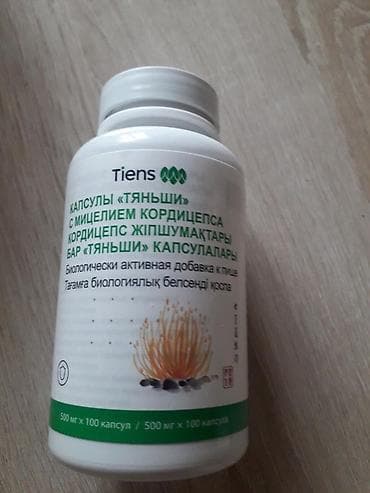 Tiens
КАПСУЛЫ «ТЯНЬШИ»
С МИЦЕЛИЕМ КОРДИЦЕПСА
КОРДИЦЕПС ЖІПШУМАҚТАРЫ
БАР «ТЯНЬШИ» КАПСУЛАЛАРЫ
Биологически активная добавка к пище
Тағамға биологиялық белсенді қоспа
500 мг х 100 капсул / 500 мг х 100 капсула